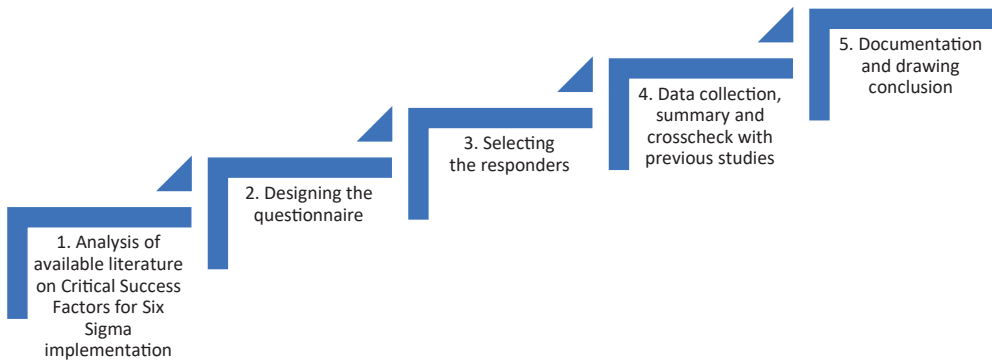 1. Analysis of
available literature
on Critical Success
Factors for Six
Sigma
implementation
2. Designing the
questionnaire
3. Selecting
the responders
4. Data collection,
summary and
crosscheck with
previous studies
5. Documentation
and drawing
conclusion